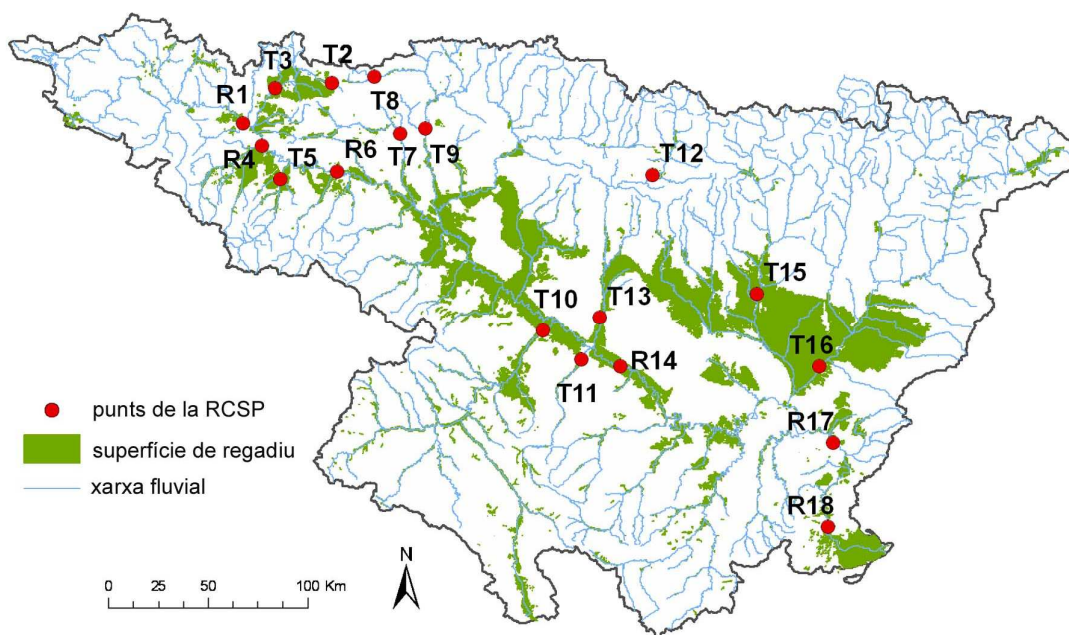 T3
T2
T8
R1
R4
T5
R6
T7
T9
T12
T15
T10
T13
T16
T11
R14
R17
R18
punts de la RCSP
superfície de regadiu
xarxa fluvial
N
0 25 50 100 Km